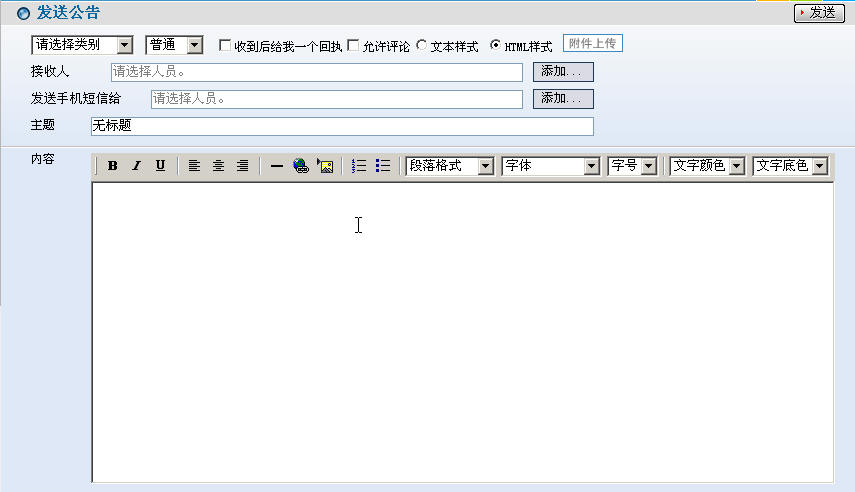 发送公告 发送
请选择类别 普通 收到后给我一个回执 允许评论 文本样式 HTML样式 附件上传
接收人 请选择人员。 添加...
发送手机短信给 请选择人员。 添加...
主题 无标题
内容 B I U 段落格式 字体 字号 文字颜色 文字底色